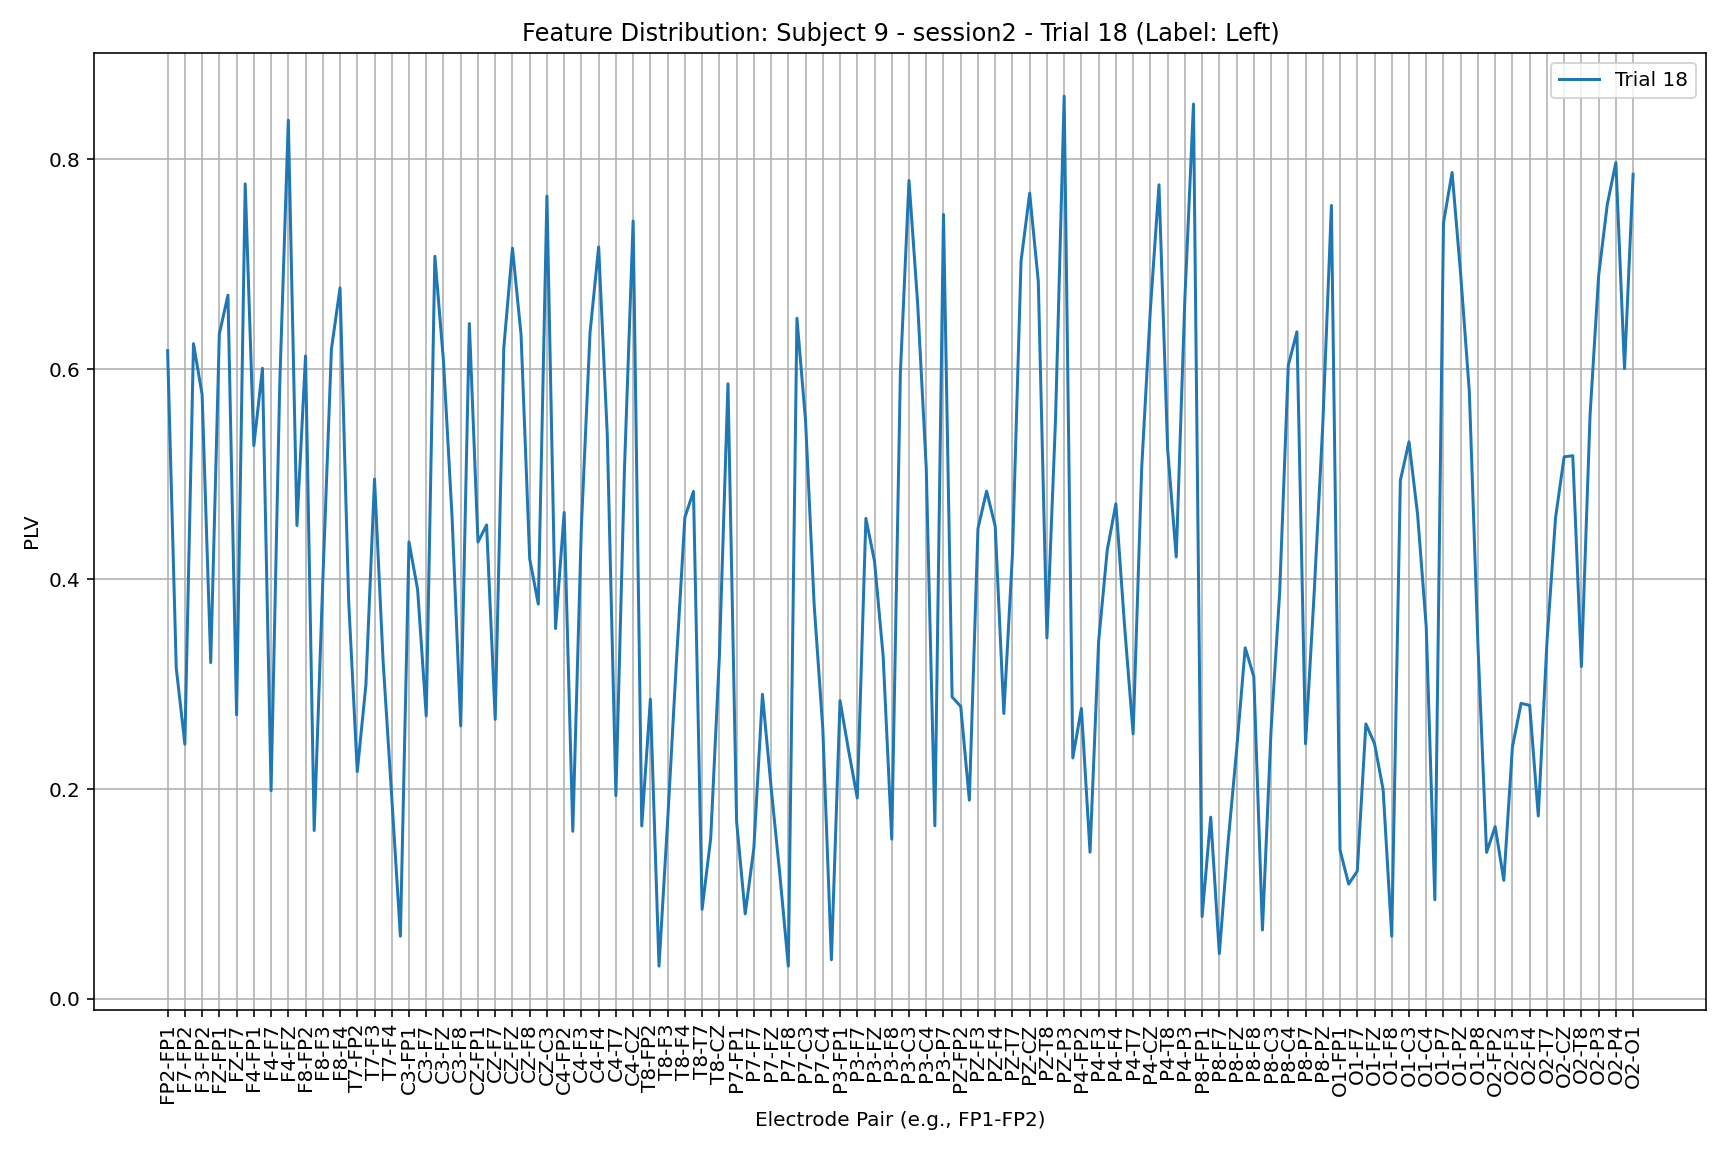 Feature Distribution: Subject 9 - session2 - Trial 18 (Label: Left)
Trial 18
PLV
0.8
0.6
0.4
0.2
0.0
FP2-FP1
F7-FP2
F3-FP2
FZ-FP1
FZ-F7
F4-FP1
F4-F7
F4-FZ
F8-FP2
F8-F3
F8-F4
T7-FP2
T7-F3
T7-F4
C3-FP1
C3-F7
C3-FZ
C3-F8
CZ-FP1
CZ-F7
CZ-FZ
CZ-F8
CZ-C3
C4-FP2
C4-F3
C4-F4
C4-T7
C4-CZ
T8-FP2
T8-F3
T8-F4
T8-T7
T8-CZ
P7-FP1
P7-F7
P7-FZ
P7-F8
P7-C3
P7-C4
P3-FP1
P3-F7
P3-FZ
P3-F8
P3-C3
P3-C4
P3-P7
PZ-FP2
PZ-F3
PZ-F4
PZ-T7
PZ-CZ
PZ-T8
PZ-P3
P4-FP2
P4-F3
P4-F4
P4-T7
P4-CZ
P4-T8
P4-P3
P8-FP1
P8-F7
P8-FZ
P8-F8
P8-C3
P8-C4
P8-P7
P8-PZ
O1-FP1
O1-F7
O1-FZ
O1-F8
O1-C3
O1-C4
O1-P7
O1-PZ
O1-P8
O2-FP2
O2-F3
O2-F4
O2-T7
O2-CZ
O2-T8
O2-P3
O2-P4
O2-O1
Electrode Pair (e.g., FP1-FP2)